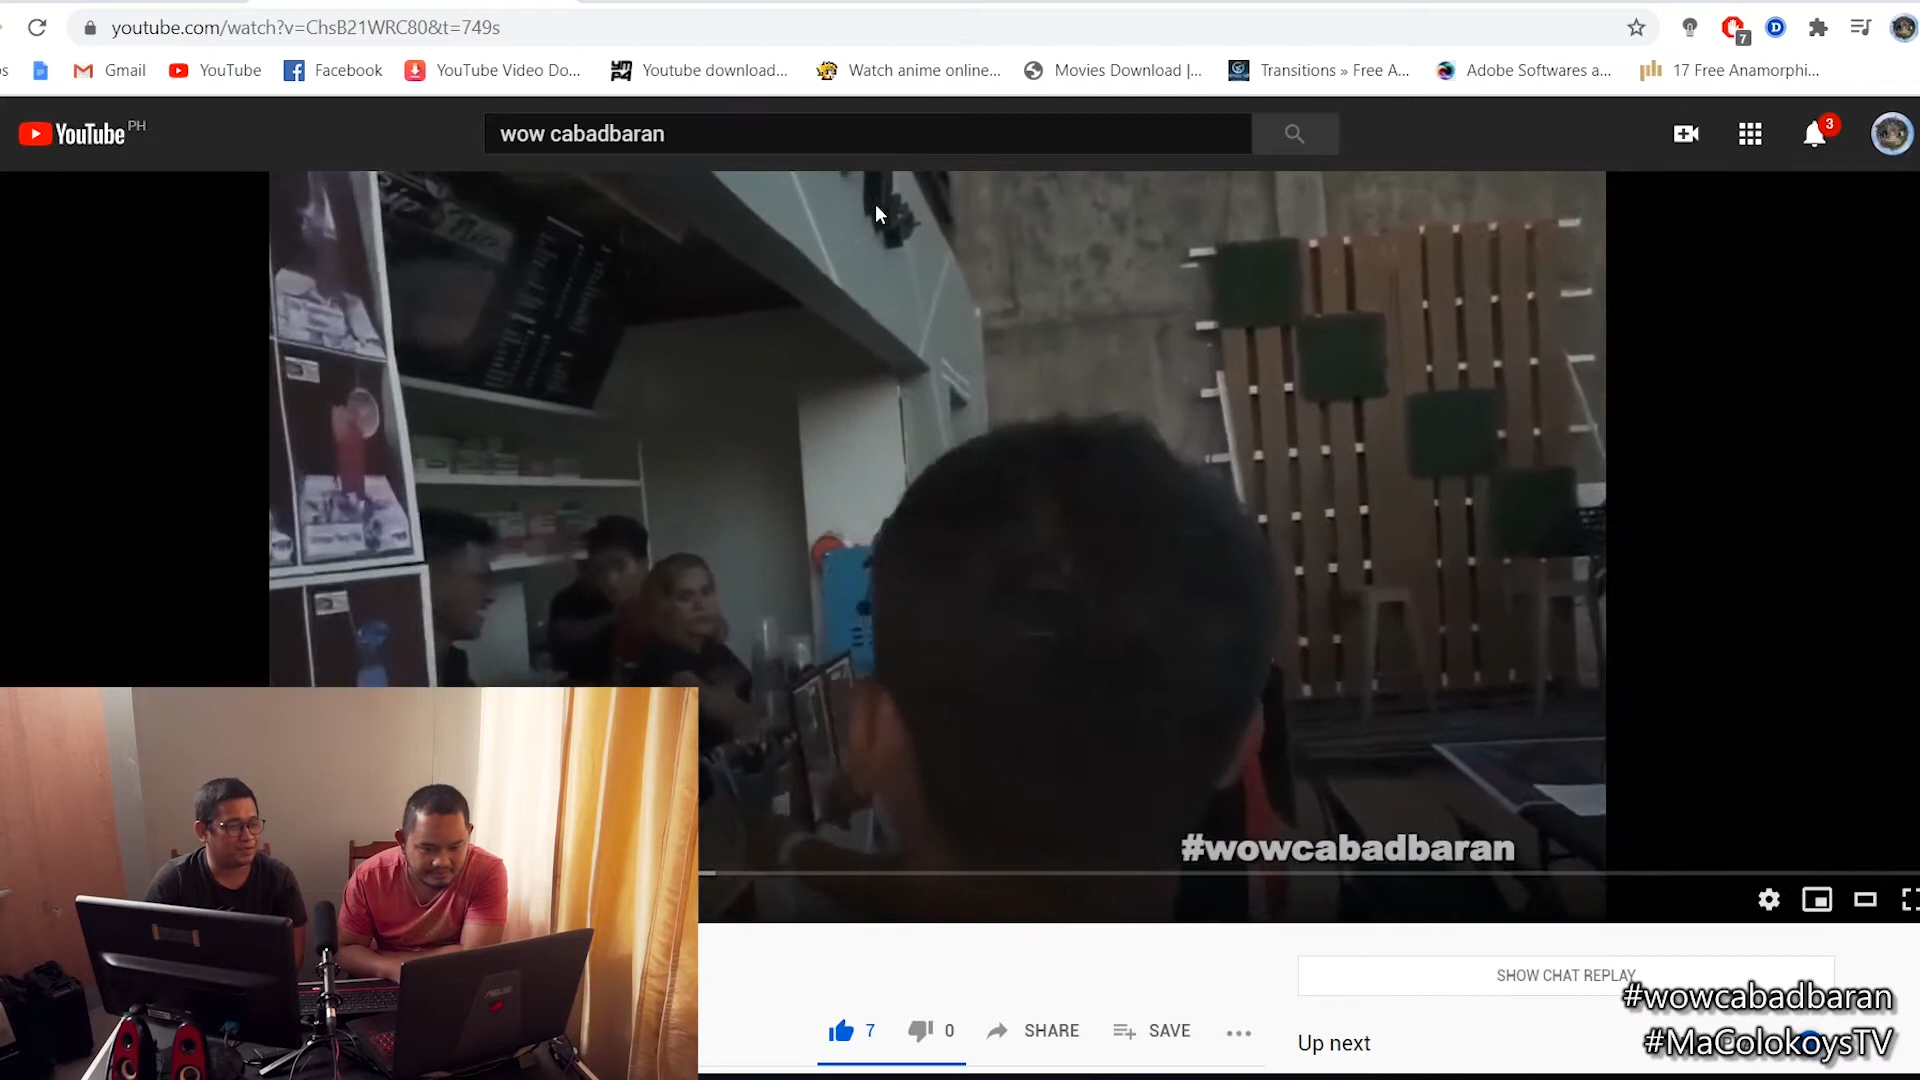 youtube.com/watch?v=ChsB21WRC80&t=749s
7
Gmail
YouTube
Facebook
YouTube Video Do...
Youtube download...
Watch anime online...
Movies Download |...
Transitions » Free A...
Adobe Softwares a...
17 Free Anamorphi...
YouTube PH
wow cabadbaran
3
#wowcabadbaran
SHOW CHAT REPLAY
7
0
SHARE
SAVE
Up next
#wowcabadbaran
#MaColokoysTV
ASUS